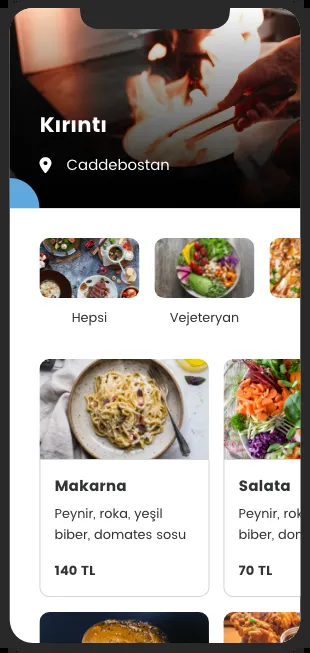 Kırıntı
Caddebostan
Hepsi
Vejeteryan
Makarna
Peynir, roka, yeşil
biber, domates sosu
140 TL
Salata
Peynir, rok
biber, dom
70 TL